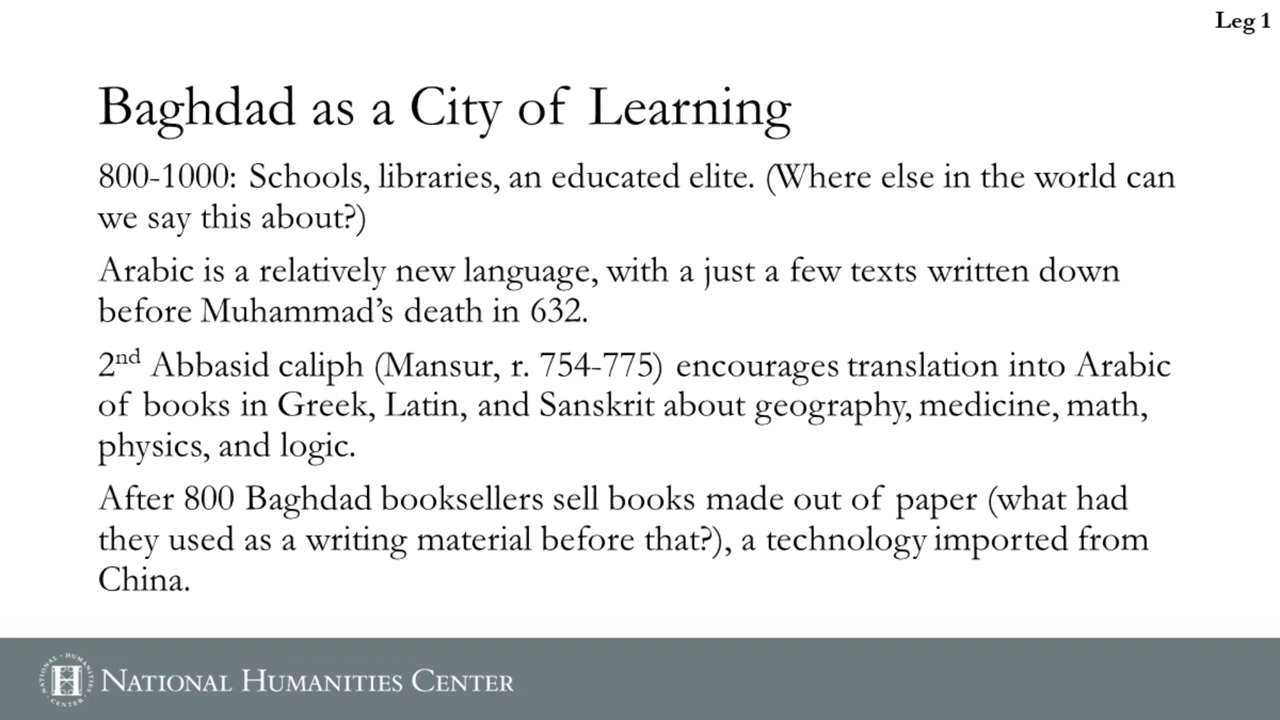 Leg 1
Baghdad as a City of Learning
800-1000: Schools, libraries, an educated elite. (Where else in the world can
we say this about?)
Arabic is a relatively new language, with a just a few texts written down
before Muhammad’s death in 632.
2nd Abbasid caliph (Mansur, r. 754-775) encourages translation into Arabic
of books in Greek, Latin, and Sanskrit about geography, medicine, math,
physics, and logic.
After 800 Baghdad booksellers sell books made out of paper (what had
they used as a writing material before that?), a technology imported from
China.
NATIONAL · HUMANITIES · CENTER ·
H
NATIONAL HUMANITIES CENTER